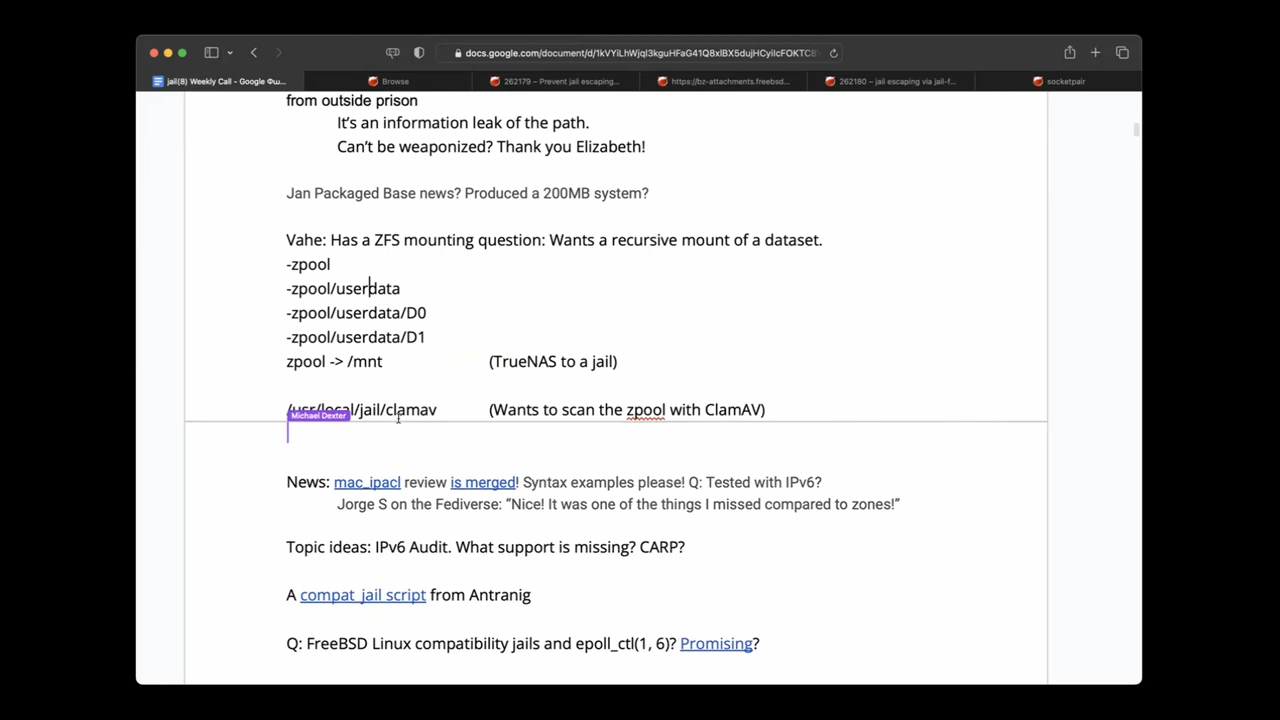 docs.google.com/document/d/1kVYiLhWjql3kguHFaG41Q8xlBX5dujHCyilcFOKTC
jail(8) Weekly Call - Google Фш...
Browse
262179 – Prevent jail escaping...
https://bz-attachments.freebsd...
262180 – jail escaping via jail-f...
socketpair
from outside prison
It’s an information leak of the path.
Can’t be weaponized? Thank you Elizabeth!
Jan Packaged Base news? Produced a 200MB system?
Vahe: Has a ZFS mounting question: Wants a recursive mount of a dataset.
-zpool
-zpool/userdata
-zpool/userdata/D0
-zpool/userdata/D1
zpool -> /mnt (TrueNAS to a jail)
/usr/local/jail/clamav (Wants to scan the zpool with ClamAV)
Michael Dexter
News: mac_ipacl review is merged! Syntax examples please! Q: Tested with IPv6?
Jorge S on the Fediverse: “Nice! It was one of the things I missed compared to zones!”
Topic ideas: IPv6 Audit. What support is missing? CARP?
A compat_jail script from Antranig
Q: FreeBSD Linux compatibility jails and epoll_ctl(1, 6)? Promising?